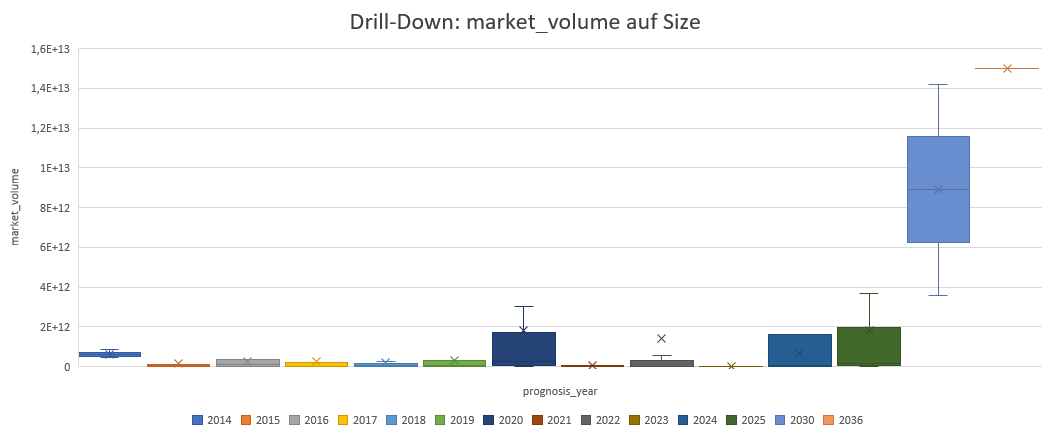 Drill-Down: market_volume auf Size
1,6E+13
1,4E+13
1,2E+13
1E+13
8E+12
6E+12
4E+12
2E+12
0
market_volume
prognosis_year
2014 2015 2016 2017 2018 2019 2020 2021 2022 2023 2024 2025 2030 2036